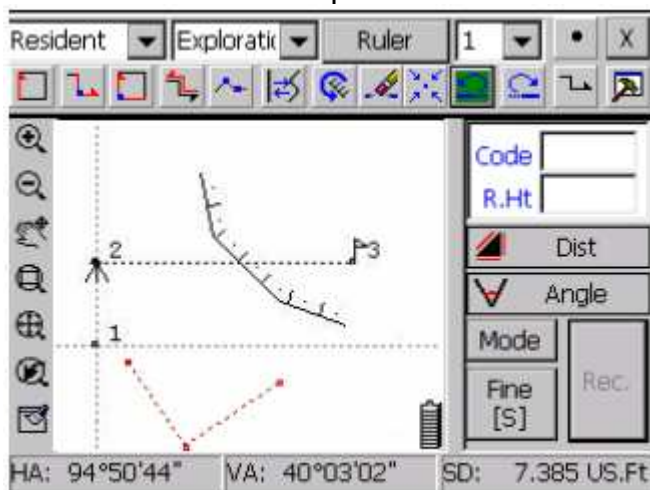 Resident Exploratic Ruler 1 • X
Code
R.Ht
2
3
Dist
Angle
1
Mode
Rec.
Fine
[S]
HA: 94°50'44" VA: 40°03'02" SD: 7.385 US.Ft